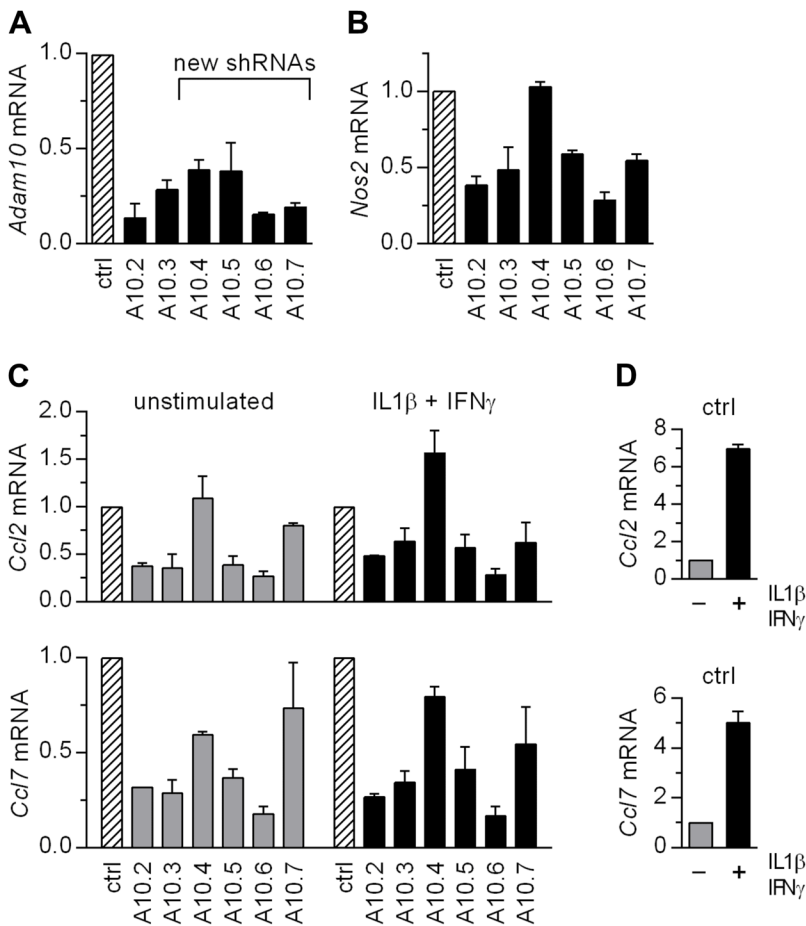 A
Adam10 mRNA
1.0
0.5
0.0
new shRNAs
ctrl
A10.2
A10.3
A10.4
A10.5
A10.6
A10.7
B
Nos2 mRNA
1.0
0.5
0.0
ctrl
A10.2
A10.3
A10.4
A10.5
A10.6
A10.7
C
unstimulated
IL1β + IFNγ
Ccl2 mRNA
2.0
1.5
1.0
0.5
0.0
Ccl7 mRNA
1.0
0.5
0.0
ctrl
A10.2
A10.3
A10.4
A10.5
A10.6
A10.7
ctrl
A10.2
A10.3
A10.4
A10.5
A10.6
A10.7
D
ctrl
Ccl2 mRNA
8
6
4
2
0
− + IL1β
IFNγ
ctrl
Ccl7 mRNA
6
4
2
0
− + IL1β
IFNγ